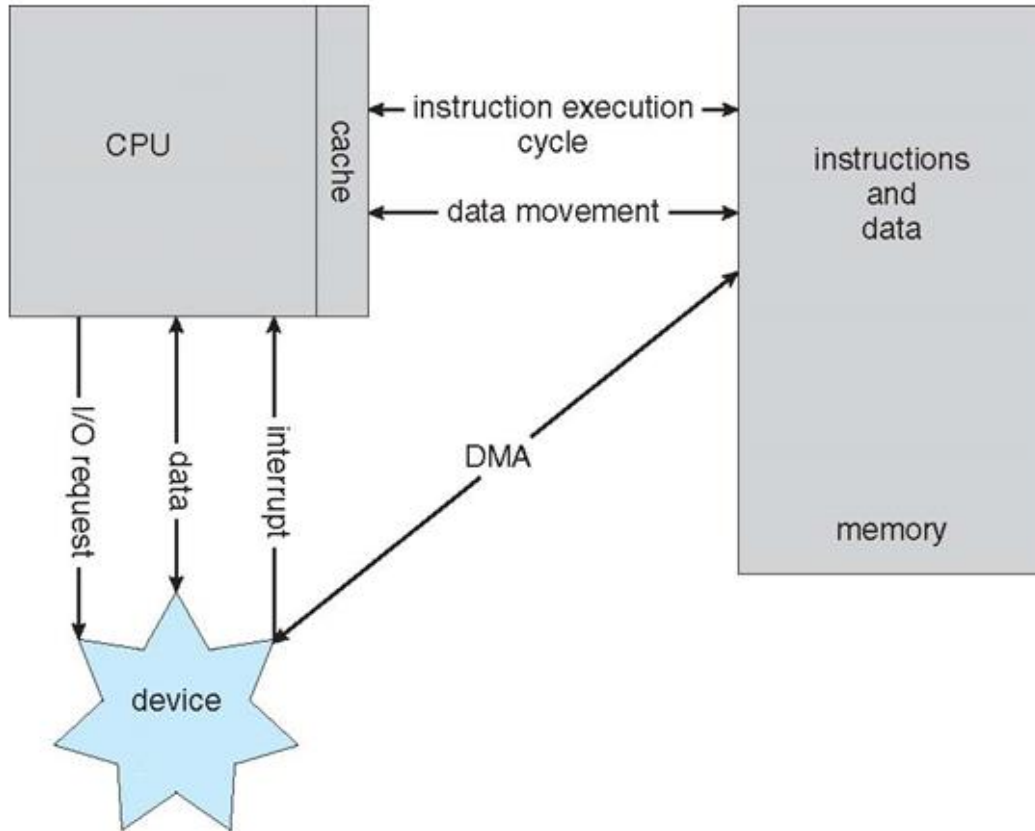 CPU
cache
instruction execution
cycle
data movement
instructions
and
data
I/O request
data
interrupt
DMA
memory
device